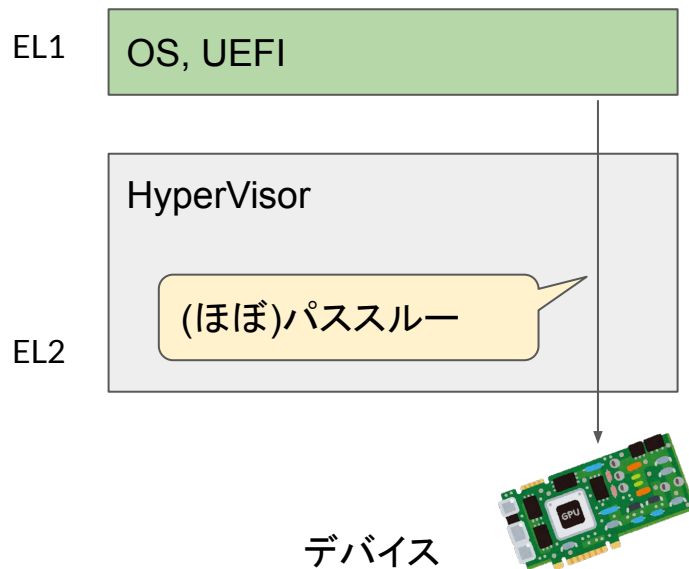 EL1
OS, UEFI
HyperVisor
(ほぼ)パススルー
EL2
GPU
デバイス